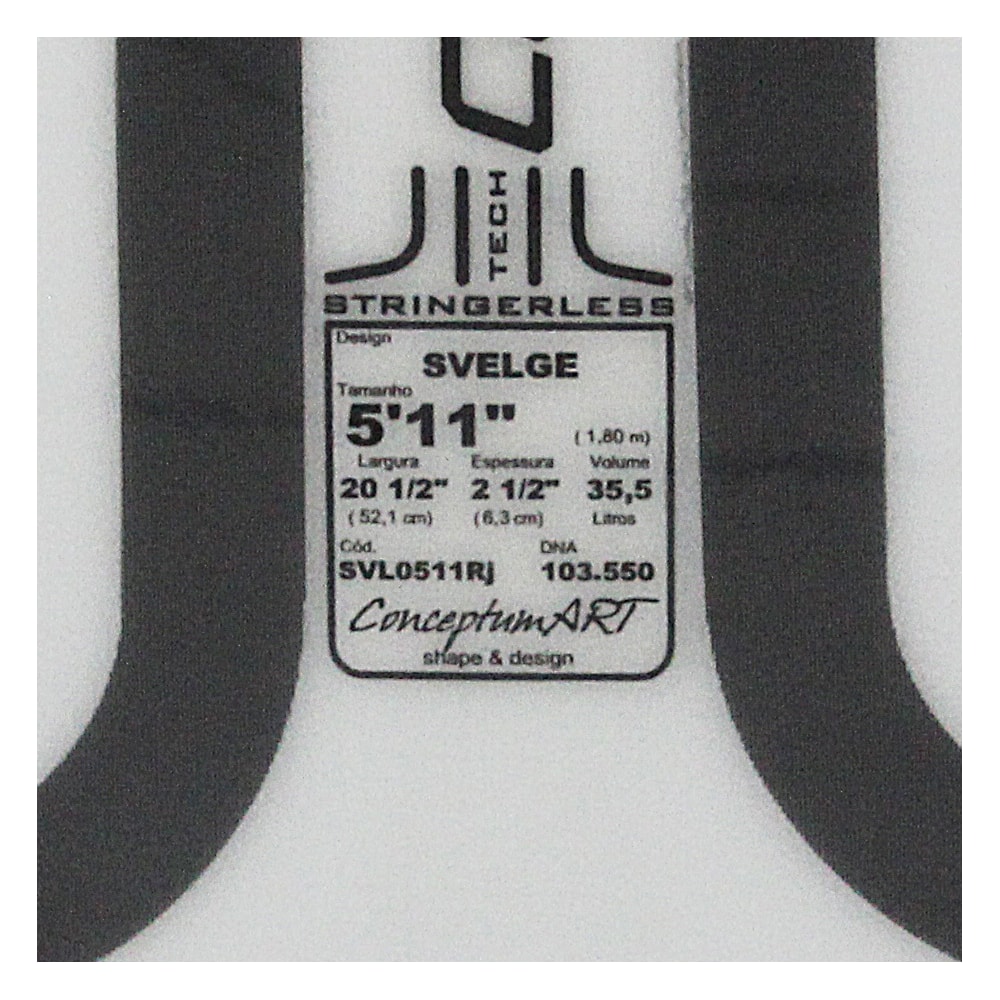 TECH
STRINGERLESS
Design
SVELGE
Tamanho
5'11" (1,80 m)
Largura Espessura Volume
20 1/2" 2 1/2" 35,5
(52,1 cm) (6,3 cm) Litros
Cód. DNA
SVL0511Rj 103.550
ConceptumART
shape & design